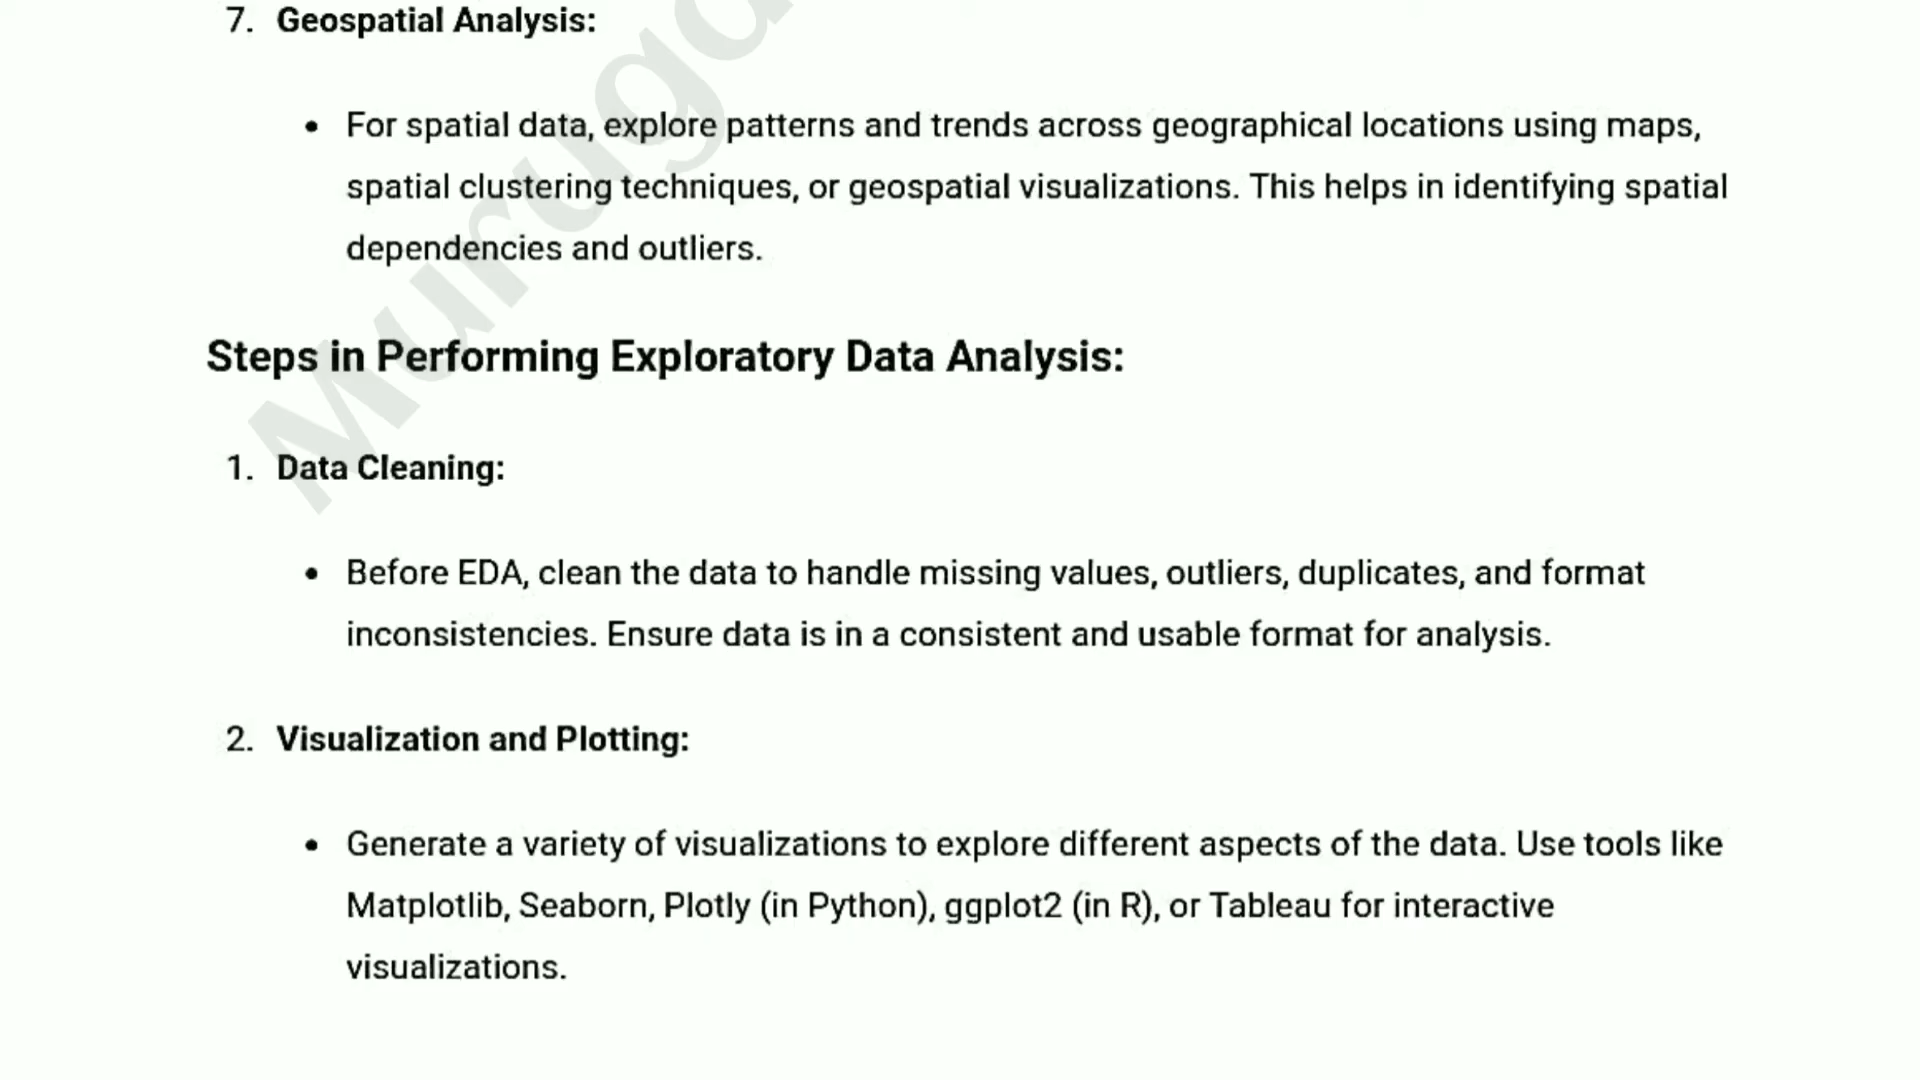 7. Geospatial Analysis:
• For spatial data, explore patterns and trends across geographical locations using maps,
spatial clustering techniques, or geospatial visualizations. This helps in identifying spatial
dependencies and outliers.
Steps in Performing Exploratory Data Analysis:
1. Data Cleaning:
• Before EDA, clean the data to handle missing values, outliers, duplicates, and format
inconsistencies. Ensure data is in a consistent and usable format for analysis.
2. Visualization and Plotting:
• Generate a variety of visualizations to explore different aspects of the data. Use tools like
Matplotlib, Seaborn, Plotly (in Python), ggplot2 (in R), or Tableau for interactive
visualizations.